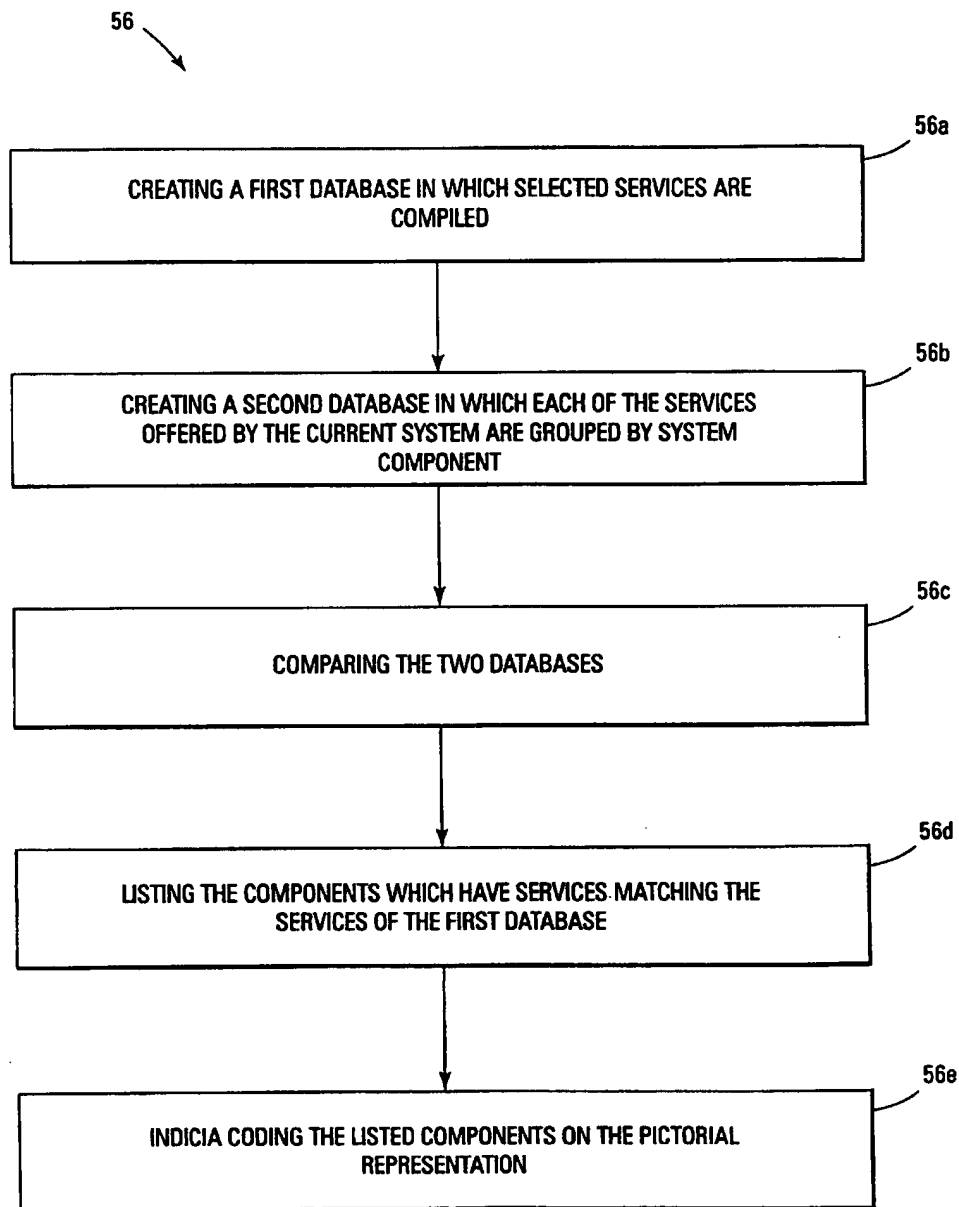 56
56a
CREATING A FIRST DATABASE IN WHICH SELECTED SERVICES ARE
COMPILED
56b
CREATING A SECOND DATABASE IN WHICH EACH OF THE SERVICES
OFFERED BY THE CURRENT SYSTEM ARE GROUPED BY SYSTEM
COMPONENT
56c
COMPARING THE TWO DATABASES
56d
LISTING THE COMPONENTS WHICH HAVE SERVICES MATCHING THE
SERVICES OF THE FIRST DATABASE
56e
INDICIA CODING THE LISTED COMPONENTS ON THE PICTORIAL
REPRESENTATION